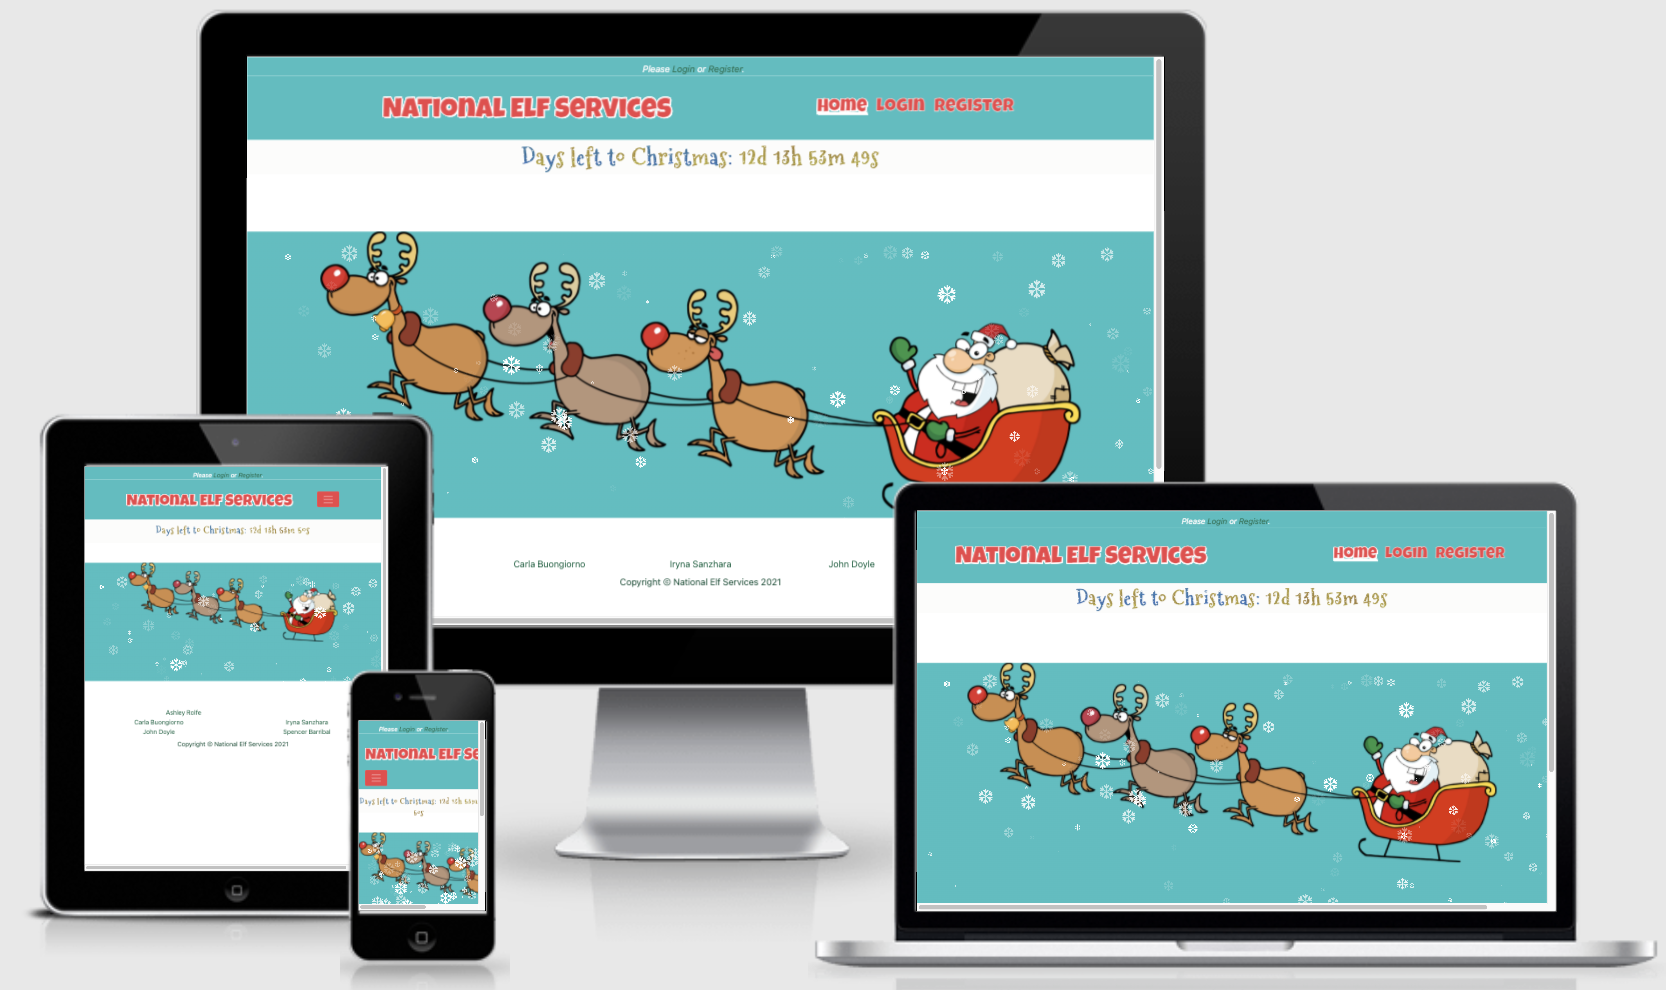 Please Login or Register
NATIONAL ELF SERVICES
Home LOGIN REGISTER
Days left to Christmas: 12d 13h 53m 49s
Carla Buongiorno Iryna Sanzhara John Doyle
Copyright © National Elf Services 2021
Please Login or Register
NATIONAL ELF SERVICES
Days left to Christmas: 12d 13h 53m 50s
Ashley Rolfe
Carla Buongiorno Iryna Sanzhara
John Doyle Spencer Barribal
Copyright © National Elf Services 2021
Please Login or Register
NATIONAL ELF SE
Days left to Christmas: 12d 13h 53m
50s
Please Login or Register
NATIONAL ELF SERVICES
Home LOGIN REGISTER
Days left to Christmas: 12d 13h 53m 49s